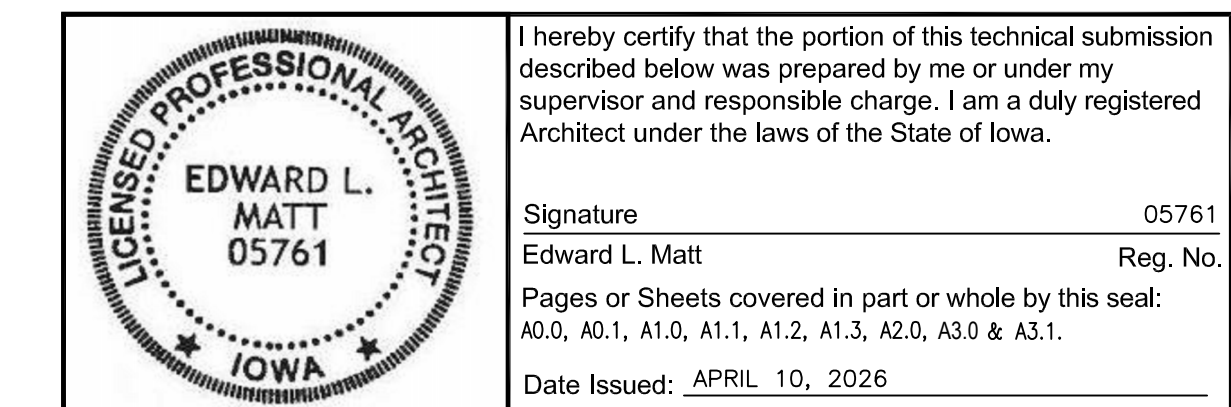 LICENSED PROFESSIONAL ARCHITECT
EDWARD L.
MATT
05761
★ IOWA ★
I hereby certify that the portion of this technical submission
described below was prepared by me or under my
supervisor and responsible charge. I am a duly registered
Architect under the laws of the State of Iowa.
Signature 05761
Edward L. Matt Reg. No.
Pages or Sheets covered in part or whole by this seal:
A0.0, A0.1, A1.0, A1.1, A1.2, A1.3, A2.0, A3.0 & A3.1.
Date Issued: APRIL 10, 2026